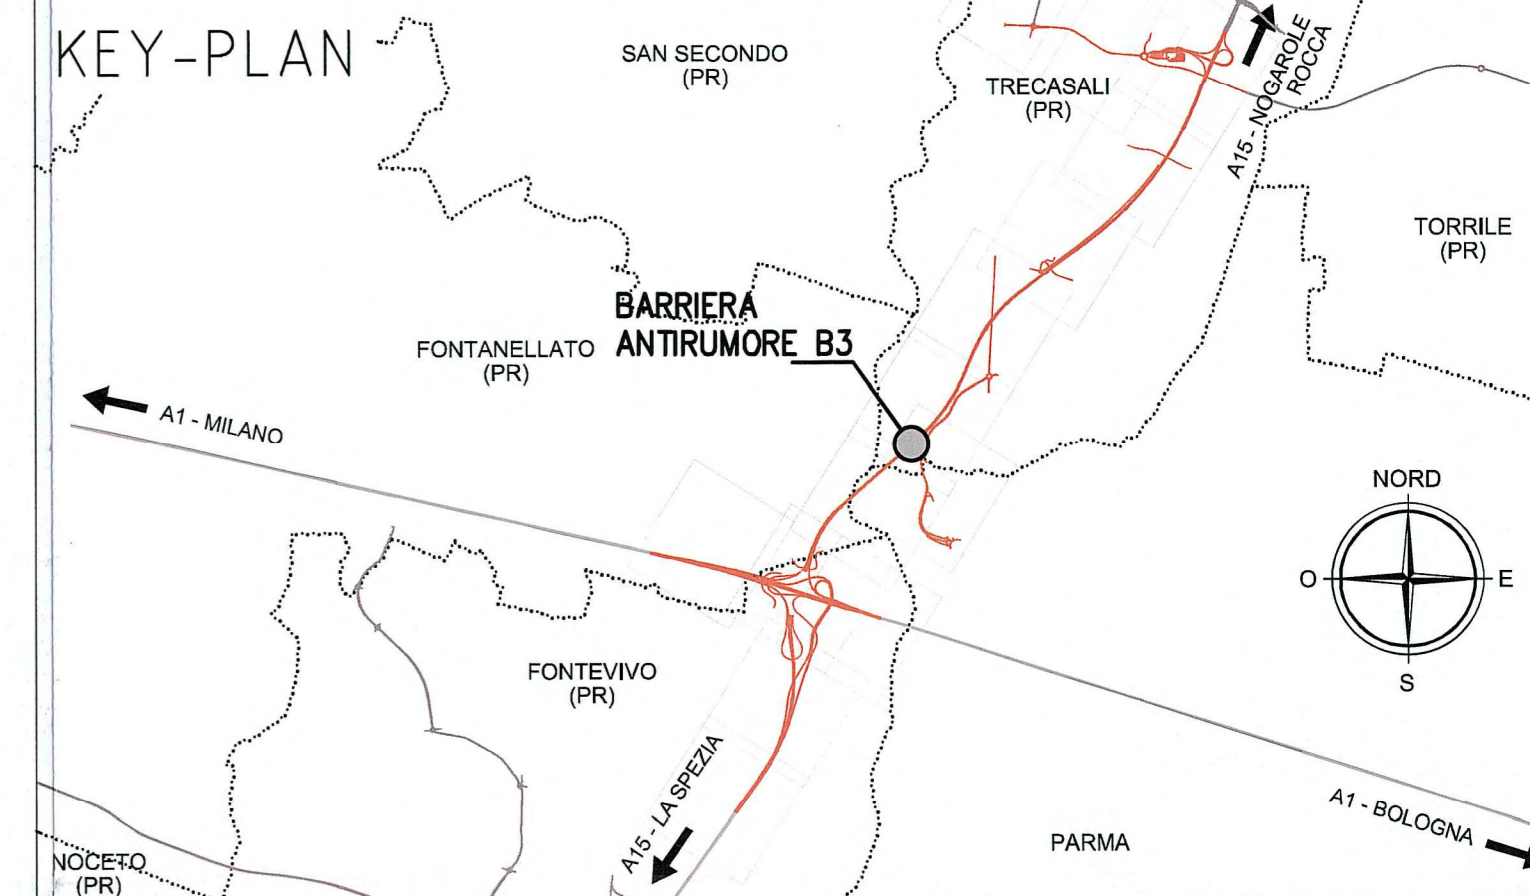 KEY-PLAN
SAN SECONDO
(PR)
TRECASALI
(PR)
A15 - NOGAROLE
ROCCA
TORRILE
(PR)
BARRIERA
ANTIRUMORE B3
FONTANELLATO
(PR)
A1 - MILANO
NORD
O
E
S
FONTEVIVO
(PR)
A15 - LA SPEZIA
A1 - BOLOGNA
PARMA
NOCETO
(PR)